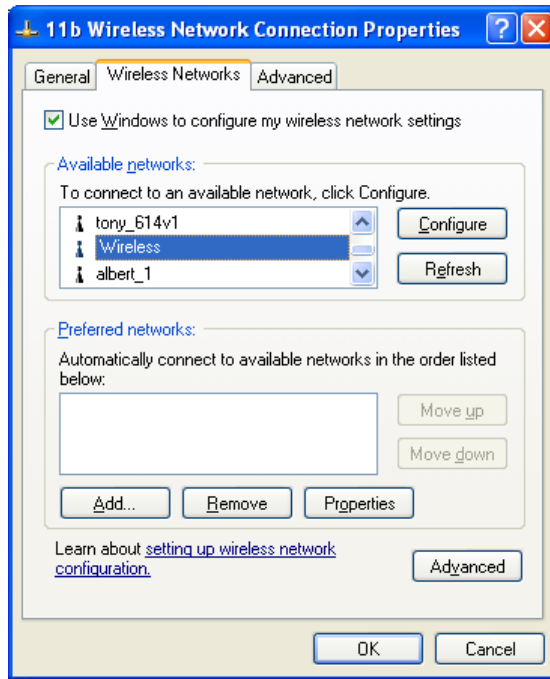 11b Wireless Network Connection Properties
General Wireless Networks Advanced
Use Windows to configure my wireless network settings
Available networks:
To connect to an available network, click Configure.
tony_614v1
Wireless
albert_1
Configure
Refresh
Preferred networks:
Automatically connect to available networks in the order listed
below:
Move up
Move down
Add... Remove Properties
Learn about setting up wireless network
configuration.
Advanced
OK Cancel